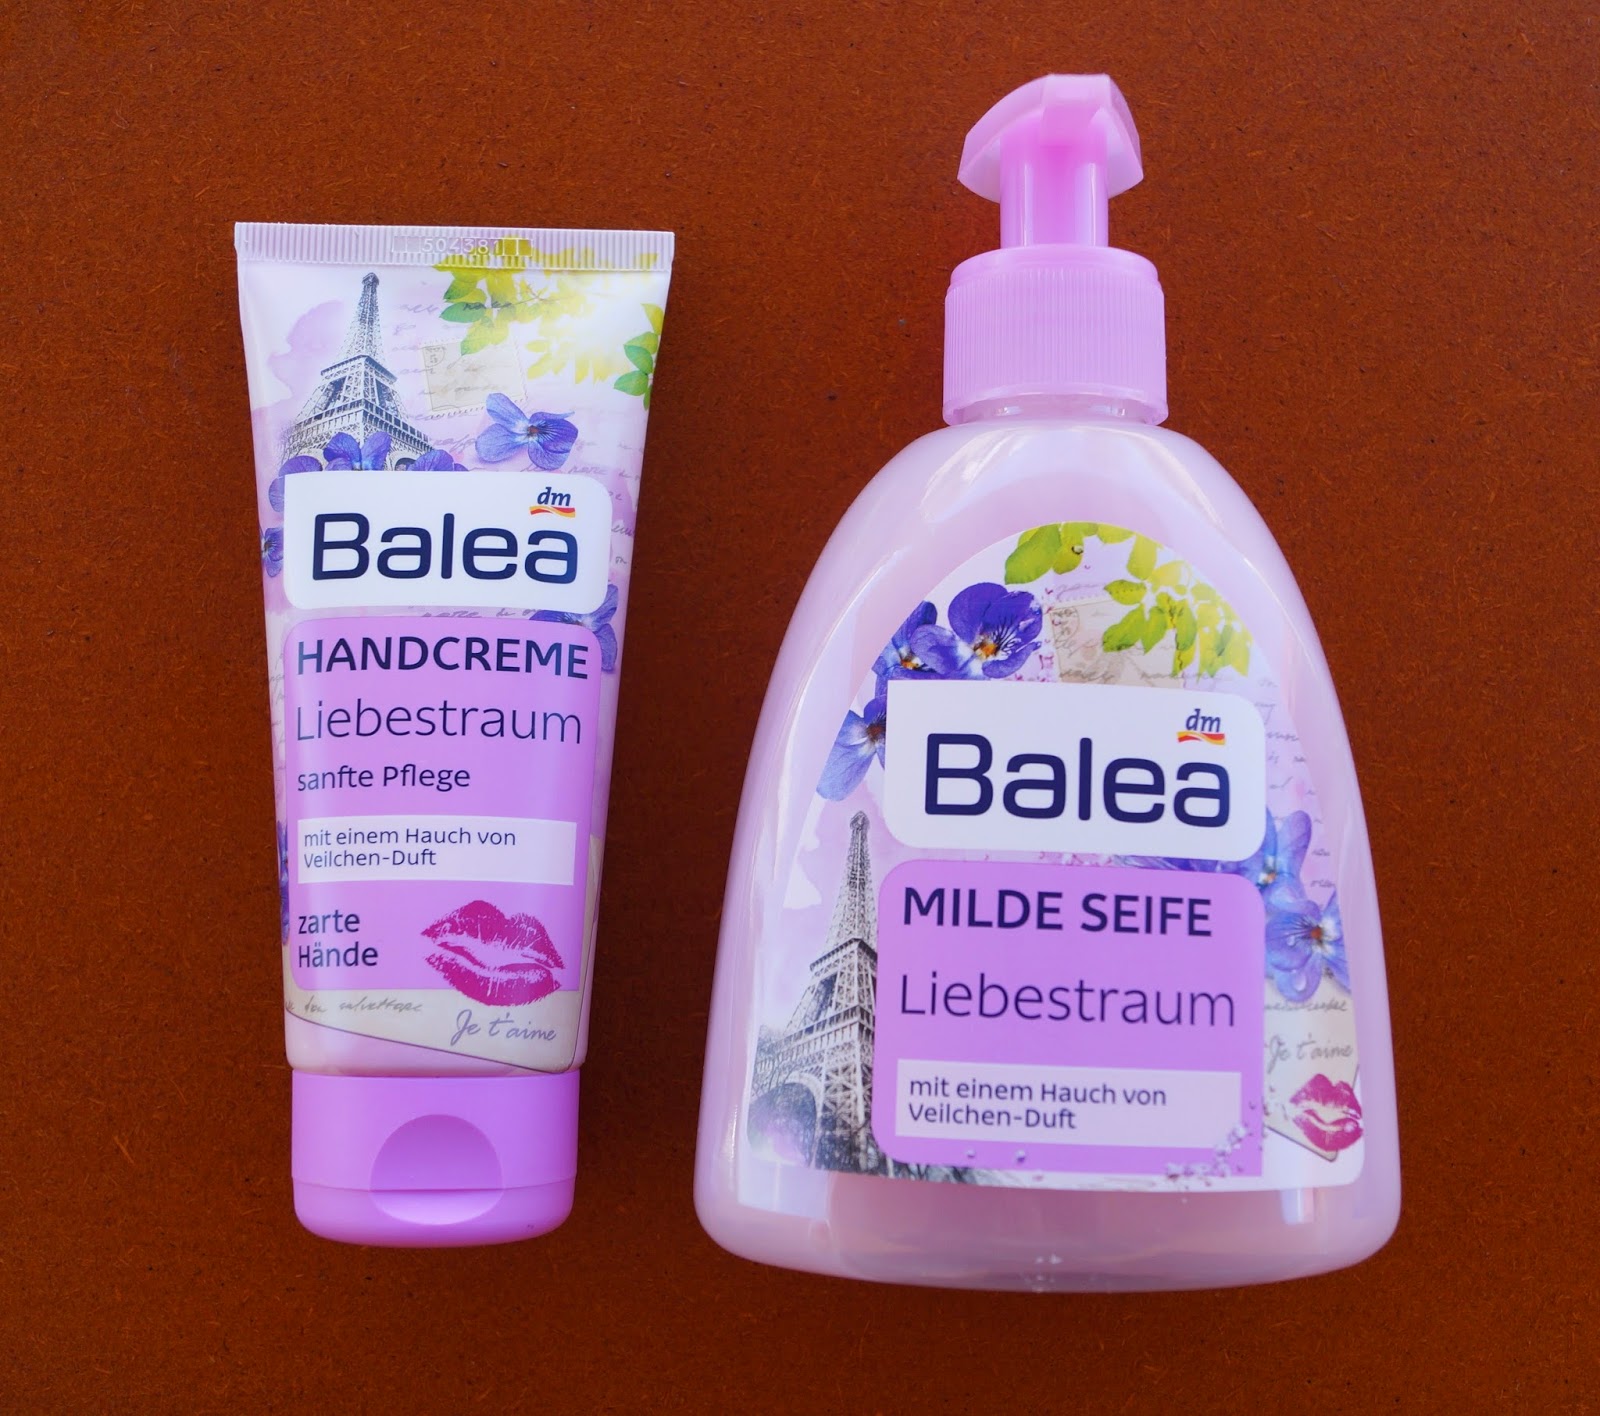 504381
dm
Balea
HANDCREME
Liebestraum
sanfte Pflege
mit einem Hauch von
Veilchen-Duft
zarte
Hände
Je t'aime
dm
Balea
MILDE SEIFE
Liebestraum
mit einem Hauch von
Veilchen-Duft
Je t'aime